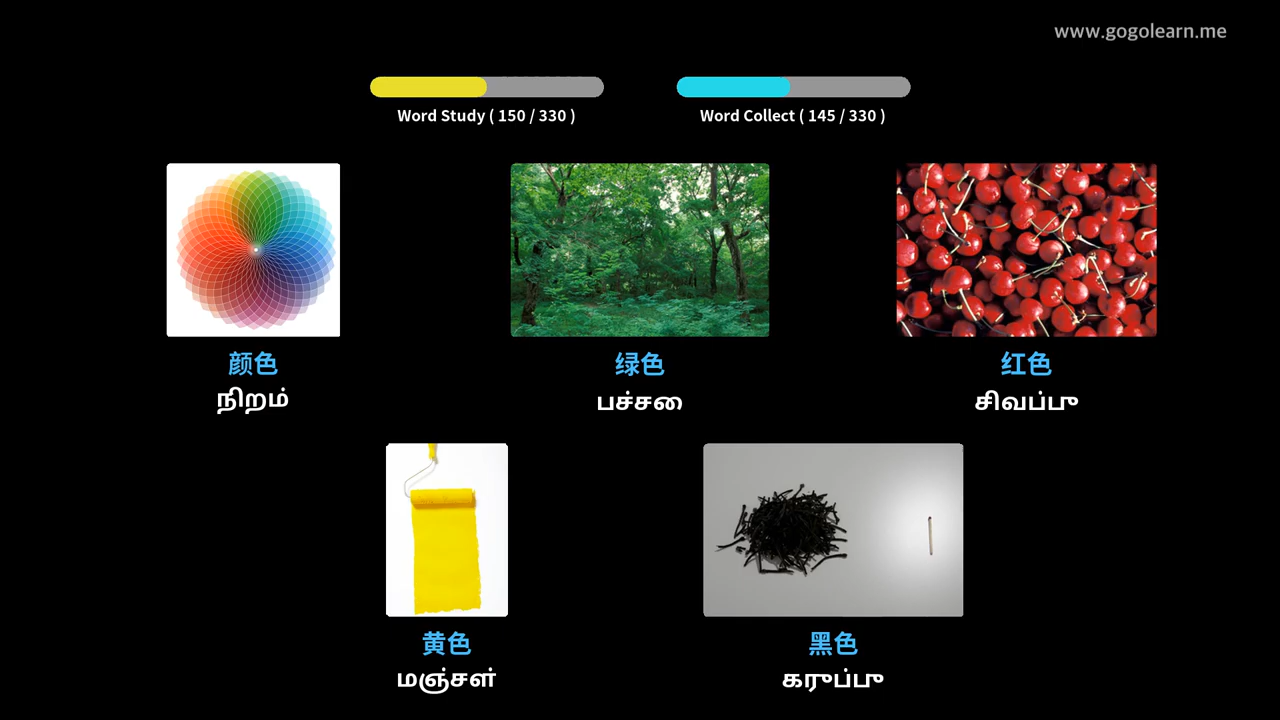 www.gogolearn.me
Word Study ( 150 / 330 )
Word Collect ( 145 / 330 )
颜色
நிறம்
绿色
பச்சை
红色
சிவப்பு
黄色
மஞ்சள்
黑色
கருப்பு